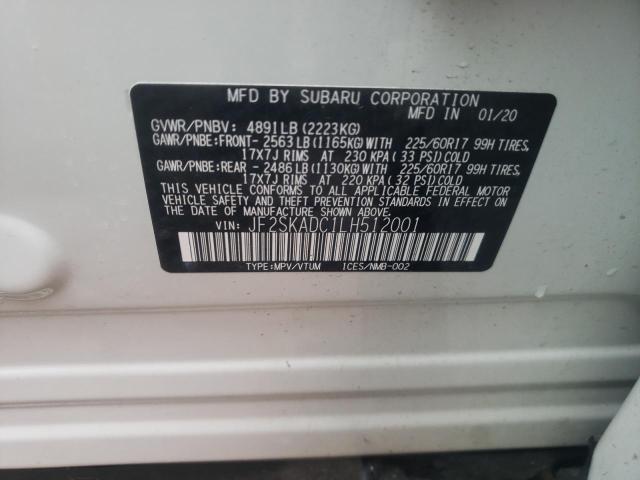 MFD BY SUBARU CORPORATION
MFD IN 01/20
GVWR/PNBV: 4891LB(2223KG)
GAWR/PNBE:FRONT- 2563LB(1165KG)WITH 225/60R17 99H TIRES,
17X7J RIMS AT 230 KPA(33 PSI)COLD
GAWR/PNBE:REAR - 2486LB(1130KG)WITH 225/60R17 99H TIRES,
17X7J RIMS AT 220 KPA(32 PSI)COLD
THIS VEHICLE CONFORMS TO ALL APPLICABLE FEDERAL MOTOR
VEHICLE SAFETY AND THEFT PREVENTION STANDARDS IN EFFECT
ON THE DATE OF MANUFACTURE SHOWN ABOVE.
VIN: JF2SKADC1LH512001
TYPE:MPV/VTUM ICES/NMB-002